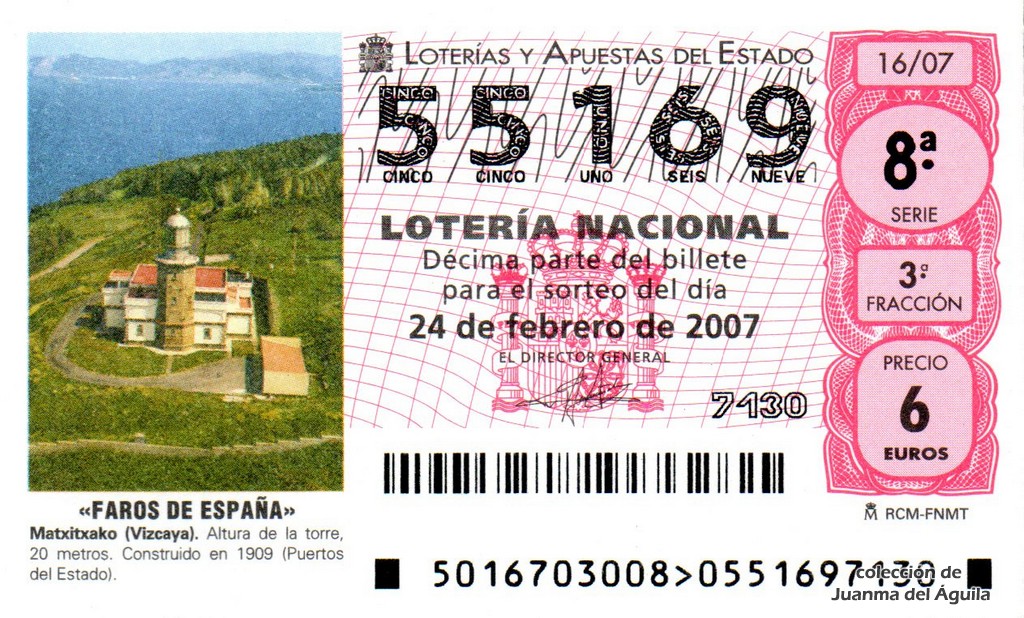 LOTERÍAS Y APUESTAS DEL ESTADO
55169
CINCO CINCO UNO SEIS NUEVE
LOTERÍA NACIONAL
Décima parte del billete
para el sorteo del día
24 de febrero de 2007
EL DIRECTOR GENERAL
7130
16/07
8ª
SERIE
3ª
FRACCIÓN
PRECIO
6
EUROS
RCM-FNMT
«FAROS DE ESPAÑA»
Matxitxako (Vizcaya). Altura de la torre,
20 metros. Construido en 1909 (Puertos
del Estado).
5016703008>0551697130
colección de
Juanma del Águila